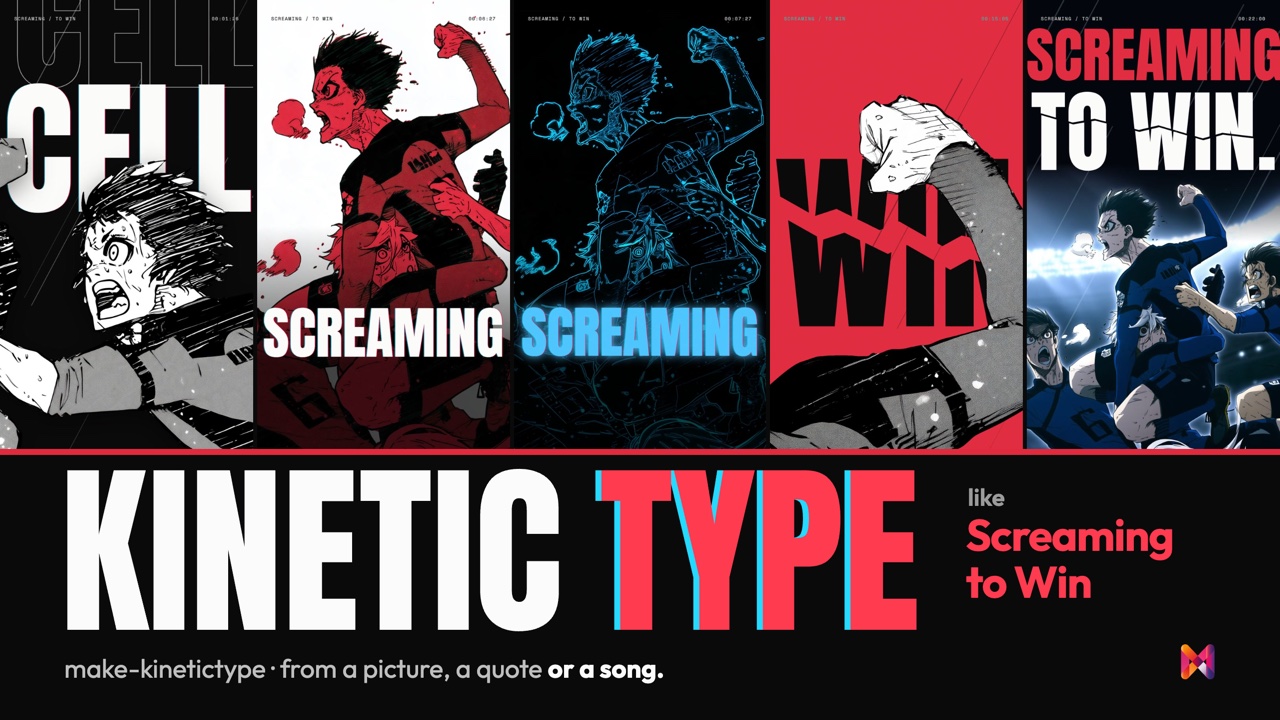 SCREAMING / TO WIN
00:01:16
CELL
CELL
SCREAMING / TO WIN
00:06:27
SCREAMING
SCREAMING / TO WIN
00:07:27
SCREAMING
SCREAMING / TO WIN
WIN
WIN
SCREAMING / TO WIN
00:22:00
SCREAMING
TO WIN.
KINETIC TYPE
like
Screaming
to Win
make-kinetictype · from a picture, a quote or a song.